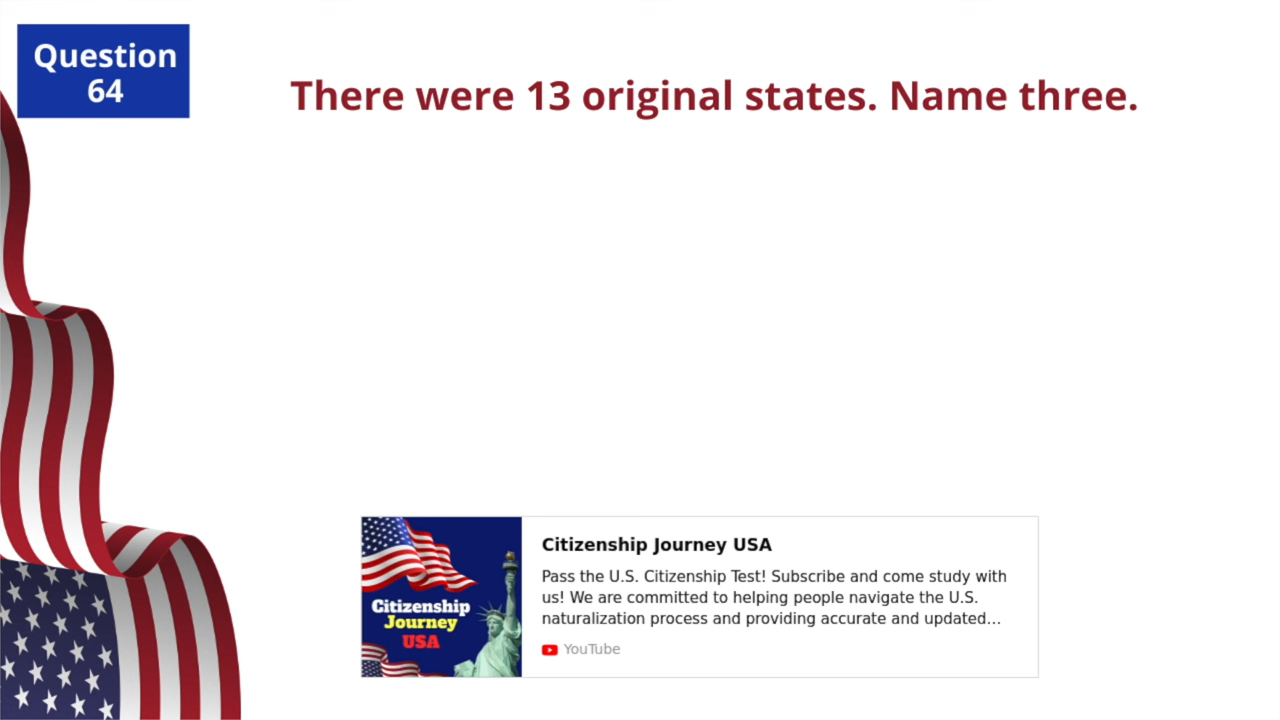 Question
64
There were 13 original states. Name three.
Citizenship
Journey
USA
Citizenship Journey USA
Pass the U.S. Citizenship Test! Subscribe and come study with
us! We are committed to helping people navigate the U.S.
naturalization process and providing accurate and updated...
YouTube